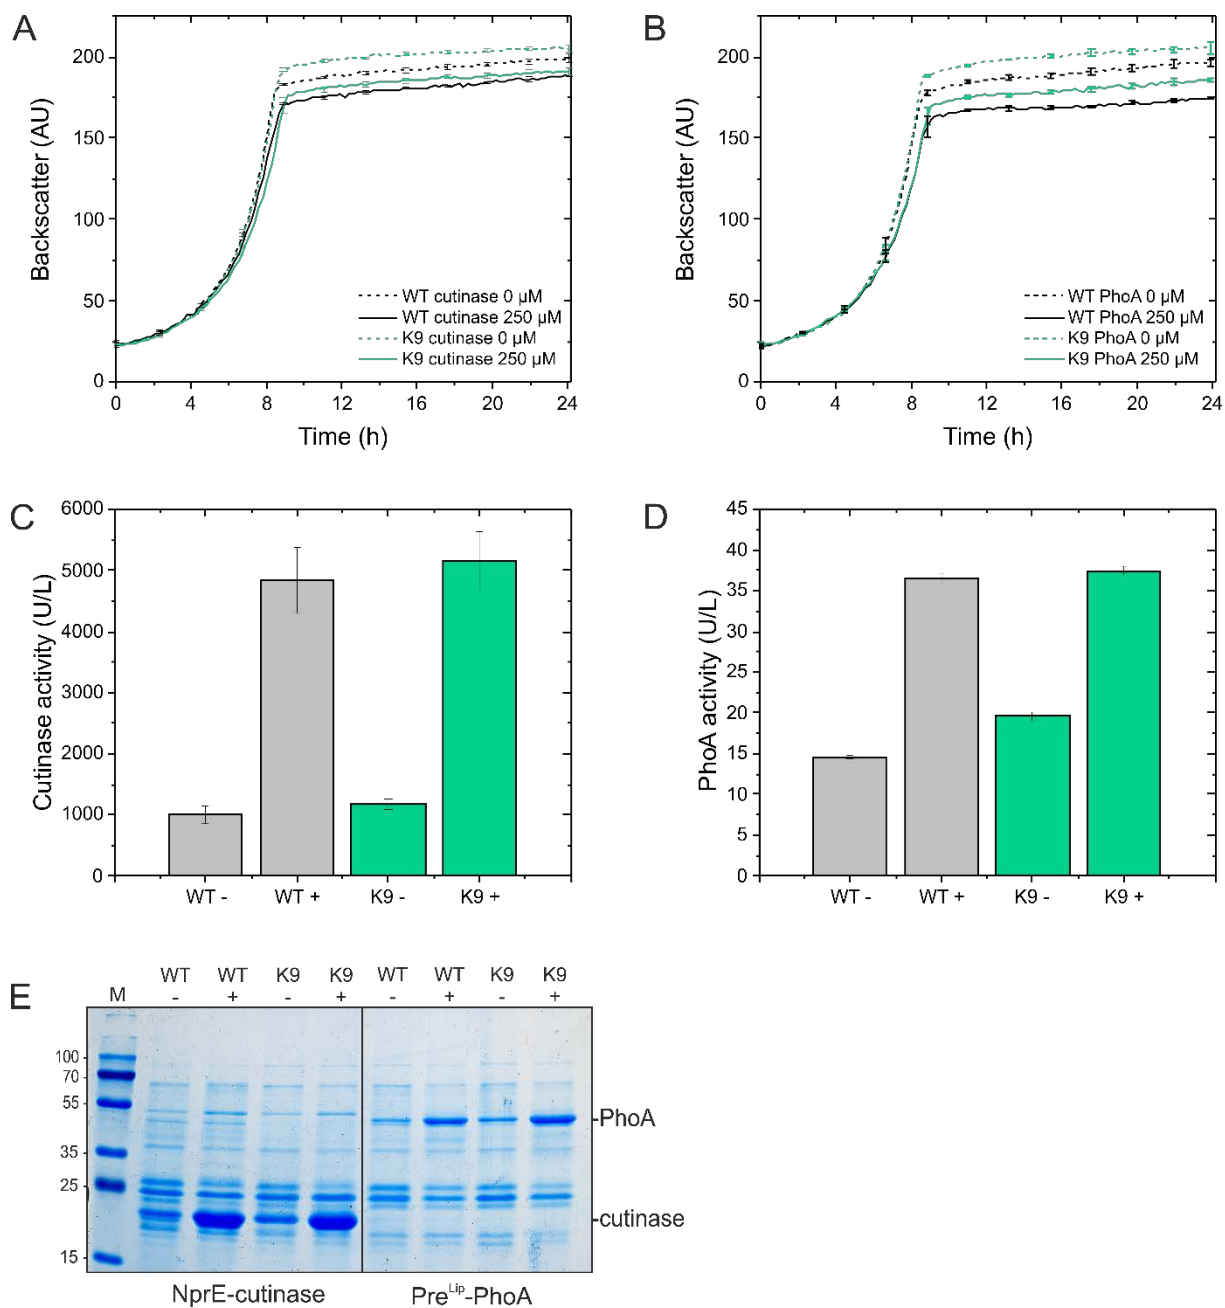 A
Backscatter (AU)
200
150
100
50
0
WT cutinase 0 µM
WT cutinase 250 µM
K9 cutinase 0 µM
K9 cutinase 250 µM
0 4 8 12 16 20 24
Time (h)
B
Backscatter (AU)
200
150
100
50
0
WT PhoA 0 µM
WT PhoA 250 µM
K9 PhoA 0 µM
K9 PhoA 250 µM
0 4 8 12 16 20 24
Time (h)
C
Cutinase activity (U/L)
6000
5000
4000
3000
2000
1000
0
WT - WT + K9 - K9 +
D
PhoA activity (U/L)
45
40
35
30
25
20
15
10
5
0
WT - WT + K9 - K9 +
E
WT WT K9 K9 WT WT K9 K9
M - + - + - + - +
100
70
55
35
25
15
-PhoA
-cutinase
NprE-cutinase Pre^Lip-PhoA